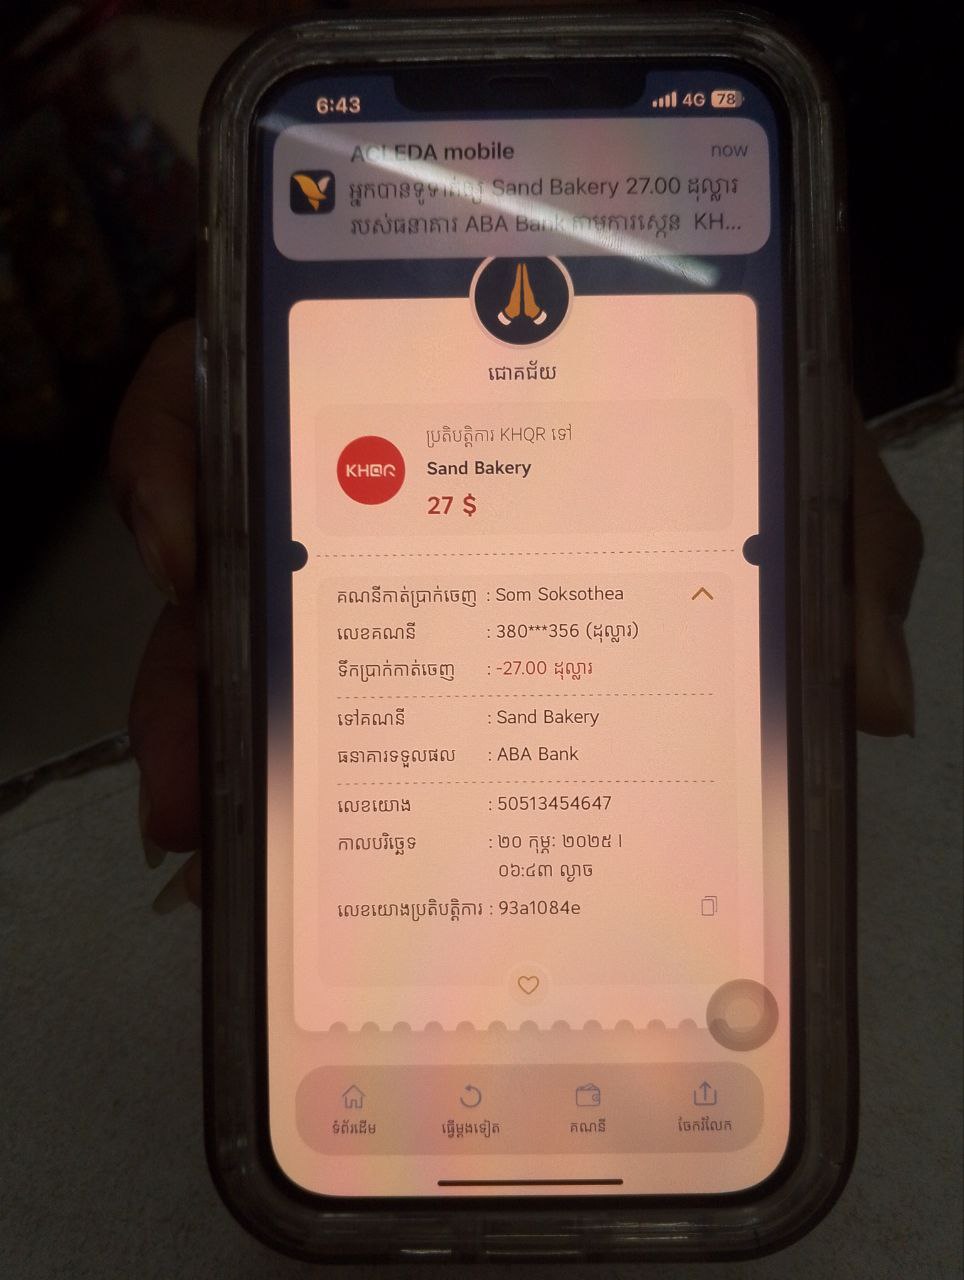 6:43
4G 78
ACLEDA mobile now
អ្នកបានទូទាត់ឲ្យ Sand Bakery 27.00 ដុល្លារ
របស់ធនាគារ ABA Bank តាមការស្កេន KH...
ជោគជ័យ
ប្រតិបត្តិការ KHQR ទៅ
KHQR
Sand Bakery
27 $
គណនីកាត់ប្រាក់ចេញ : Som Soksothea
លេខគណនី : 380***356 (ដុល្លារ)
ទឹកប្រាក់កាត់ចេញ : -27.00 ដុល្លារ
ទៅគណនី : Sand Bakery
ធនាគារទទួលផល : ABA Bank
លេខយោង : 50513454647
កាលបរិច្ឆេទ : ២០ កុម្ភៈ ២០២៥ |
០៦:៤៣ ល្ងាច
លេខយោងប្រតិបត្តិការ : 93a1084e
ទំព័រដើម ធ្វើម្តងទៀត គណនី ចែករំលែក